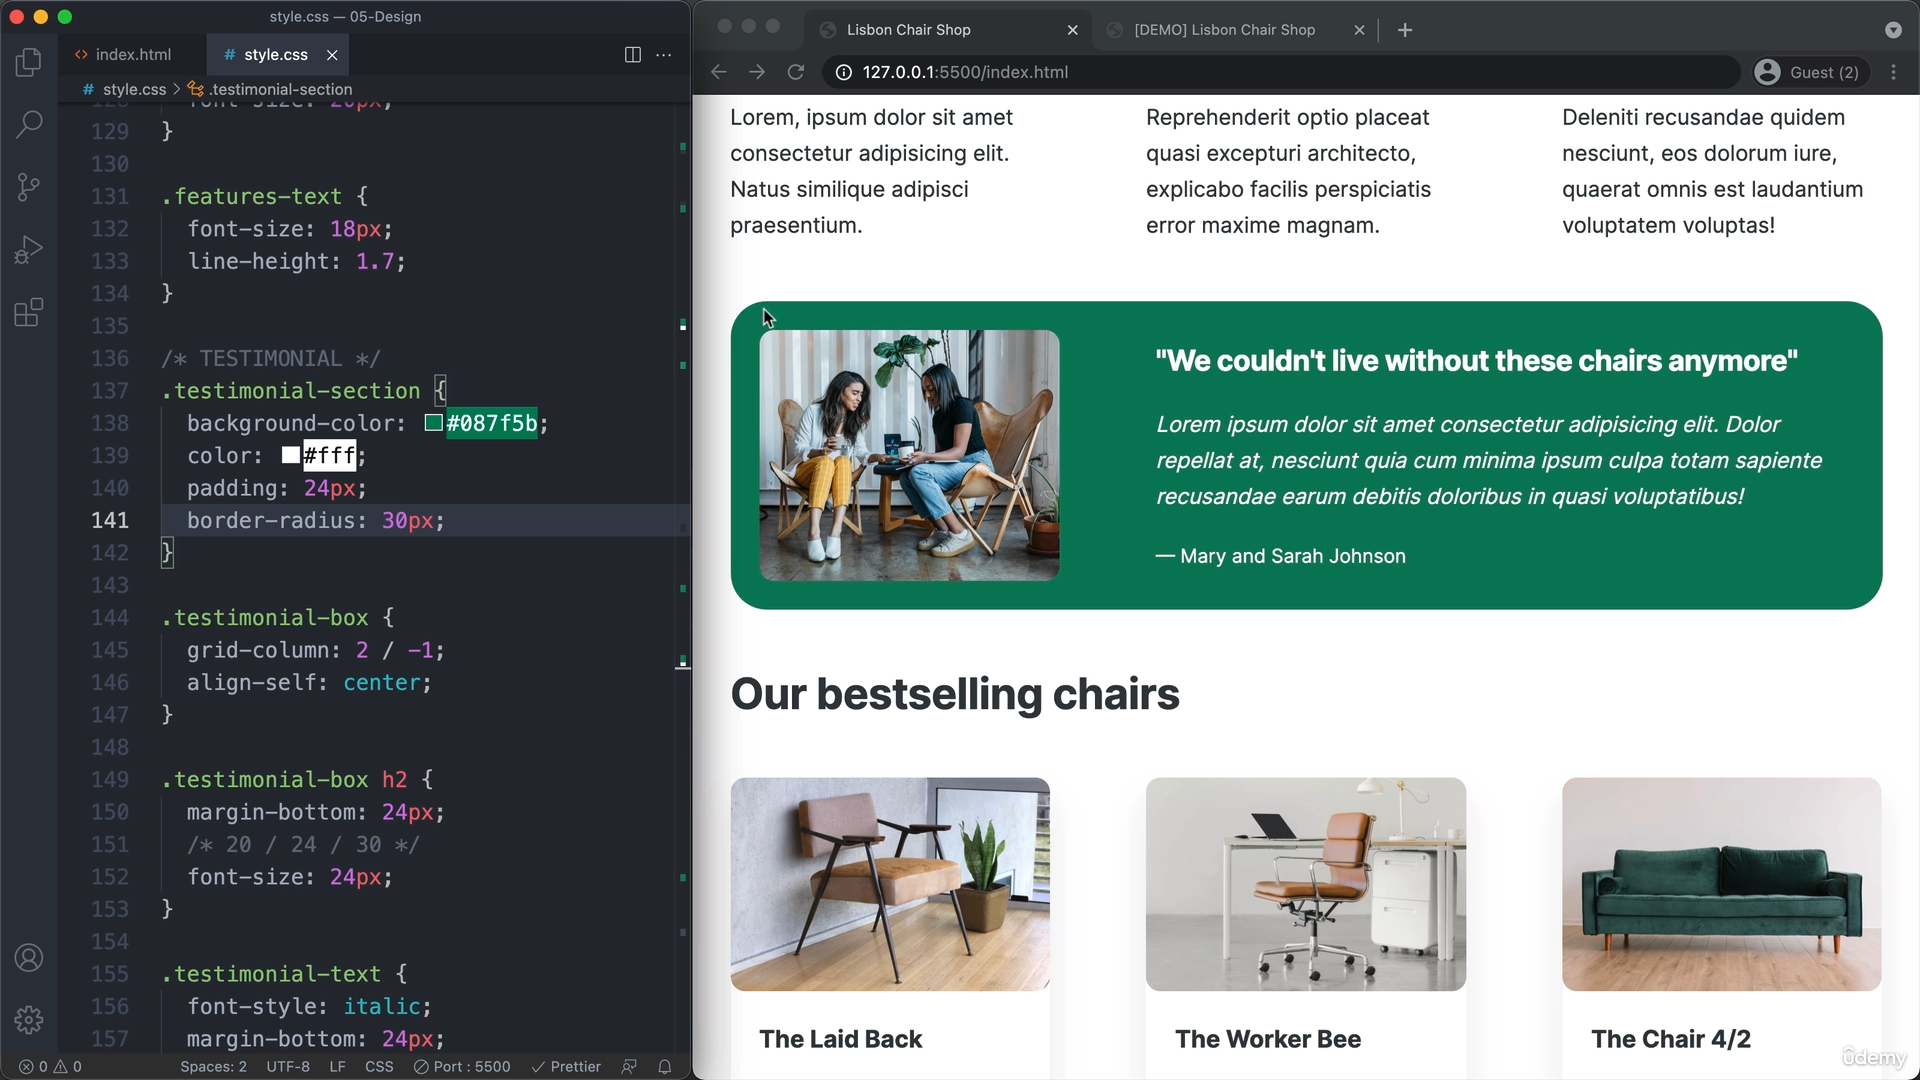 style.css — 05-Design
index.html
style.css
style.css > .testimonial-section
128 font-size: 20px;
129 }
130
131 .features-text {
132 font-size: 18px;
133 line-height: 1.7;
134 }
135
136 /* TESTIMONIAL */
137 .testimonial-section {
138 background-color: #087f5b;
139 color: #fff;
140 padding: 24px;
141 border-radius: 30px;
142 }
143
144 .testimonial-box {
145 grid-column: 2 / -1;
146 align-self: center;
147 }
148
149 .testimonial-box h2 {
150 margin-bottom: 24px;
151 /* 20 / 24 / 30 */
152 font-size: 24px;
153 }
154
155 .testimonial-text {
156 font-style: italic;
157 margin-bottom: 24px;
0 0 Spaces: 2 UTF-8 LF CSS Port : 5500 Prettier
Lisbon Chair Shop
[DEMO] Lisbon Chair Shop
127.0.0.1:5500/index.html
Guest (2)
Lorem, ipsum dolor sit amet
consectetur adipisicing elit.
Natus similique adipisci
praesentium.
Reprehenderit optio placeat
quasi excepturi architecto,
explicabo facilis perspiciatis
error maxime magnam.
Deleniti recusandae quidem
nesciunt, eos dolorum iure,
quaerat omnis est laudantium
voluptatem voluptas!
"We couldn't live without these chairs anymore"
Lorem ipsum dolor sit amet consectetur adipisicing elit. Dolor
repellat at, nesciunt quia cum minima ipsum culpa totam sapiente
recusandae earum debitis doloribus in quasi voluptatibus!
— Mary and Sarah Johnson
Our bestselling chairs
The Laid Back
The Worker Bee
The Chair 4/2
ûdemy